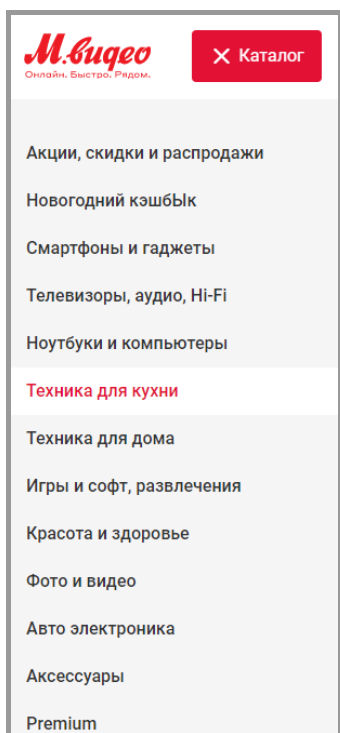 М.видео
Онлайн. Быстро. Рядом.
Каталог
Акции, скидки и распродажи
Новогодний кэшбЫк
Смартфоны и гаджеты
Телевизоры, аудио, Hi-Fi
Ноутбуки и компьютеры
Техника для кухни
Техника для дома
Игры и софт, развлечения
Красота и здоровье
Фото и видео
Авто электроника
Аксессуары
Premium